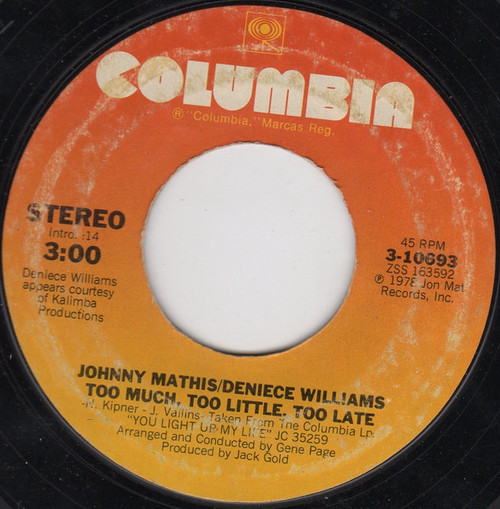 COLUMBIA
® "Columbia," Marcas Reg.
STEREO
Intro. :14
3:00
Deniece Williams
appears courtesy
of Kalimba
Productions
45 RPM
3-10693
ZSS 163592
℗ 1978 Jon Mat
Records, Inc.
JOHNNY MATHIS/DENIECE WILLIAMS
TOO MUCH, TOO LITTLE, TOO LATE
-N. Kipner - J. Vallins- Taken From The Columbia Lp.
"YOU LIGHT UP MY LIFE" JC 35259
Arranged and Conducted by Gene Page
Produced by Jack Gold